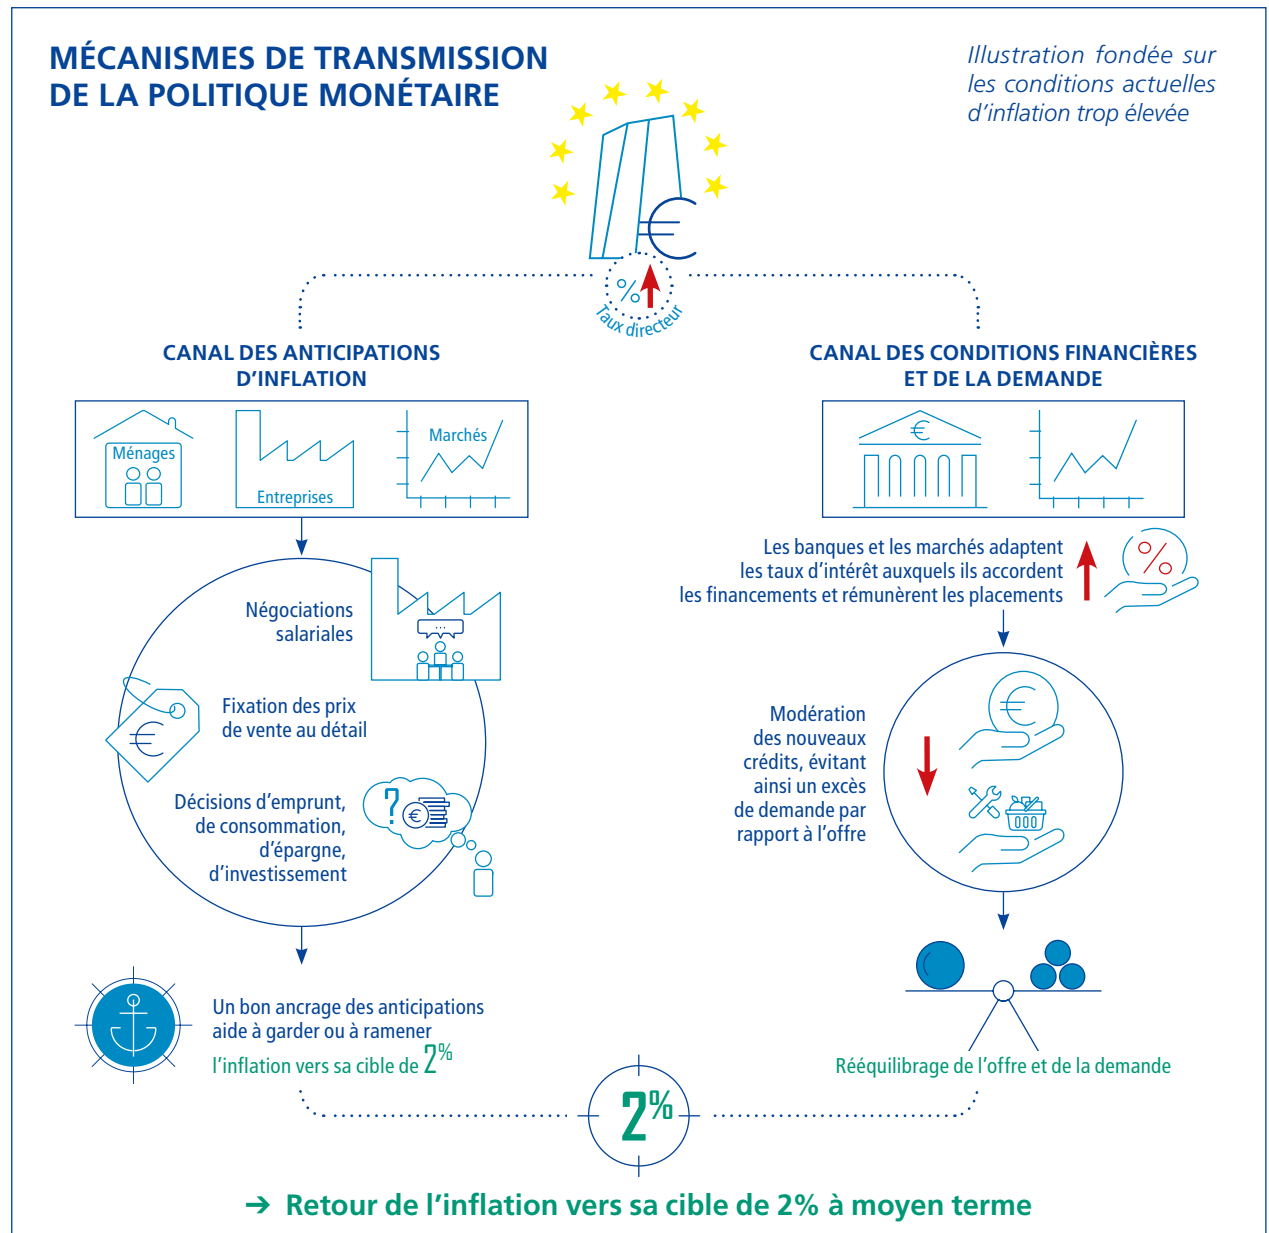 MÉCANISMES DE TRANSMISSION
DE LA POLITIQUE MONÉTAIRE
Illustration fondée sur
les conditions actuelles
d'inflation trop élevée
€
%
Taux directeur
CANAL DES ANTICIPATIONS
D'INFLATION
Ménages
Entreprises
Marchés
Négociations
salariales
...
Fixation des prix
de vente au détail
€
Décisions d'emprunt,
de consommation,
d'épargne,
d'investissement
? €
Un bon ancrage des anticipations
aide à garder ou à ramener
l'inflation vers sa cible de 2%
CANAL DES CONDITIONS FINANCIÈRES
ET DE LA DEMANDE
€
Les banques et les marchés adaptent
les taux d'intérêt auxquels ils accordent
les financements et rémunèrent les placements
%
Modération
des nouveaux
crédits, évitant
ainsi un excès
de demande par
rapport à l'offre
€
Rééquilibrage de l'offre et de la demande
2%
➔ Retour de l'inflation vers sa cible de 2% à moyen terme